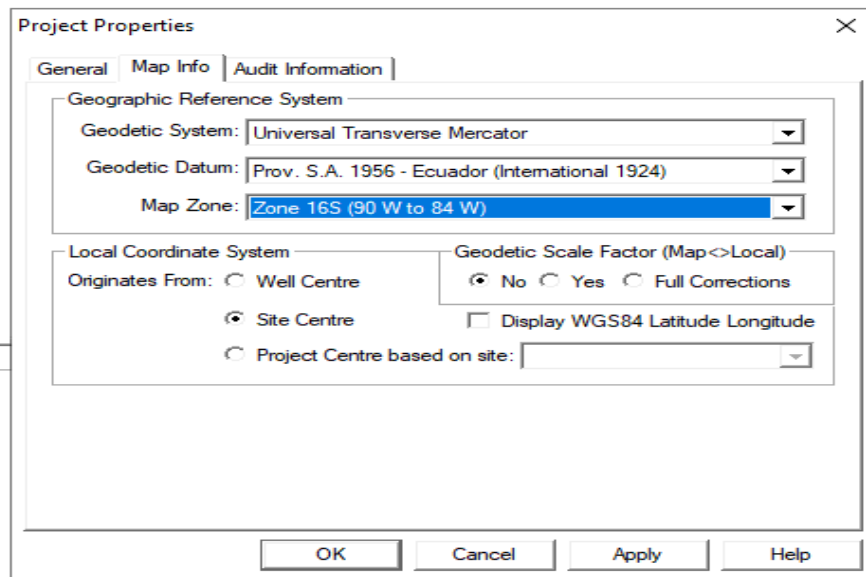 Project Properties
General Map Info Audit Information
Geographic Reference System
Geodetic System: Universal Transverse Mercator
Geodetic Datum: Prov. S.A. 1956 - Ecuador (International 1924)
Map Zone: Zone 16S (90 W to 84 W)
Local Coordinate System
Originates From: Well Centre
Site Centre
Project Centre based on site:
Geodetic Scale Factor (Map<>Local)
No Yes Full Corrections
Display WGS84 Latitude Longitude
OK Cancel Apply Help